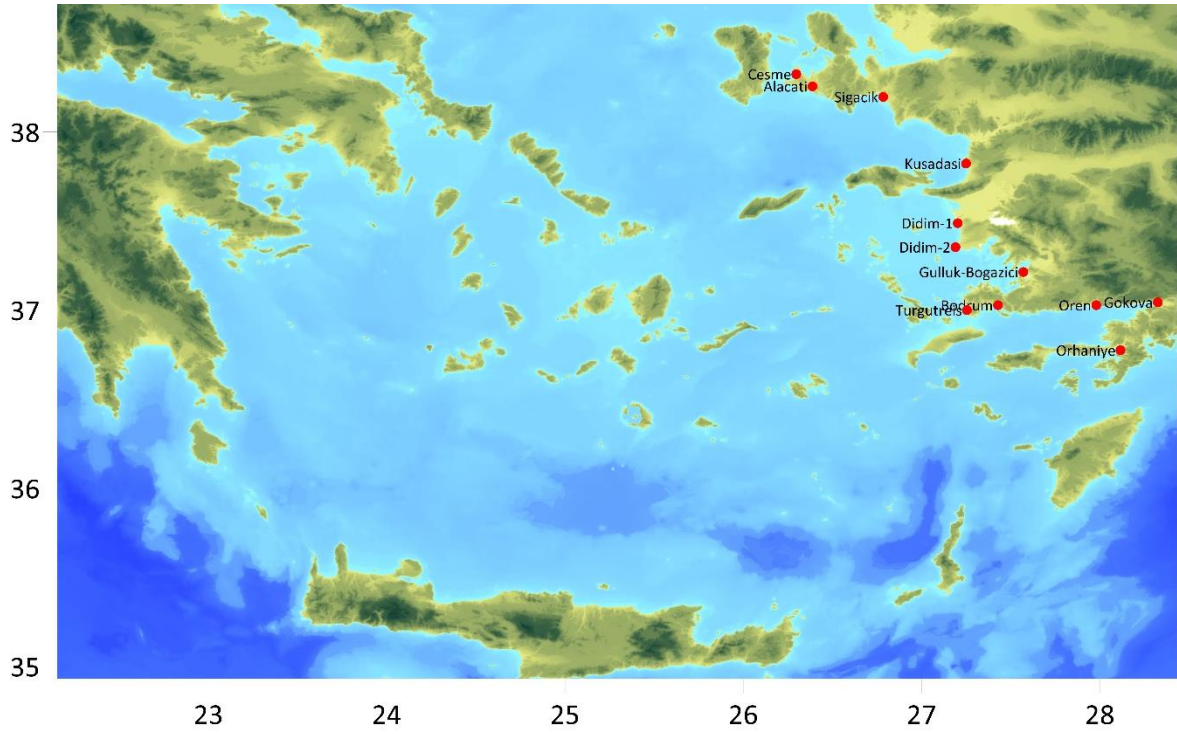 Cesme
Alacati
Sigacik
38
Kusadasi
Didim-1
Didim-2
Gulluk-Bogazici
Bodrum
Oren
Gokova
Turgutreis
37
Orhaniye
36
35
23
24
25
26
27
28